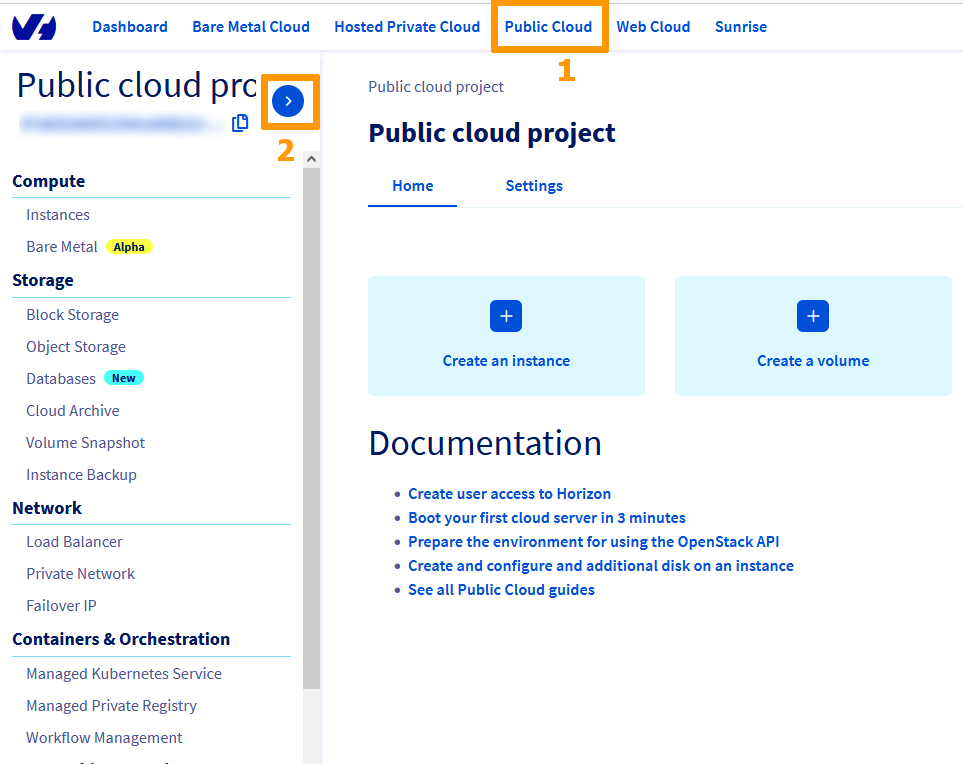 Dashboard Bare Metal Cloud Hosted Private Cloud Public Cloud Web Cloud Sunrise
1
Public cloud pro
2
Compute
Instances
Bare Metal Alpha
Storage
Block Storage
Object Storage
Databases New
Cloud Archive
Volume Snapshot
Instance Backup
Network
Load Balancer
Private Network
Failover IP
Containers & Orchestration
Managed Kubernetes Service
Managed Private Registry
Workflow Management
Public cloud project
Public cloud project
Home Settings
Create an instance
Create a volume
Documentation
Create user access to Horizon
Boot your first cloud server in 3 minutes
Prepare the environment for using the OpenStack API
Create and configure and additional disk on an instance
See all Public Cloud guides